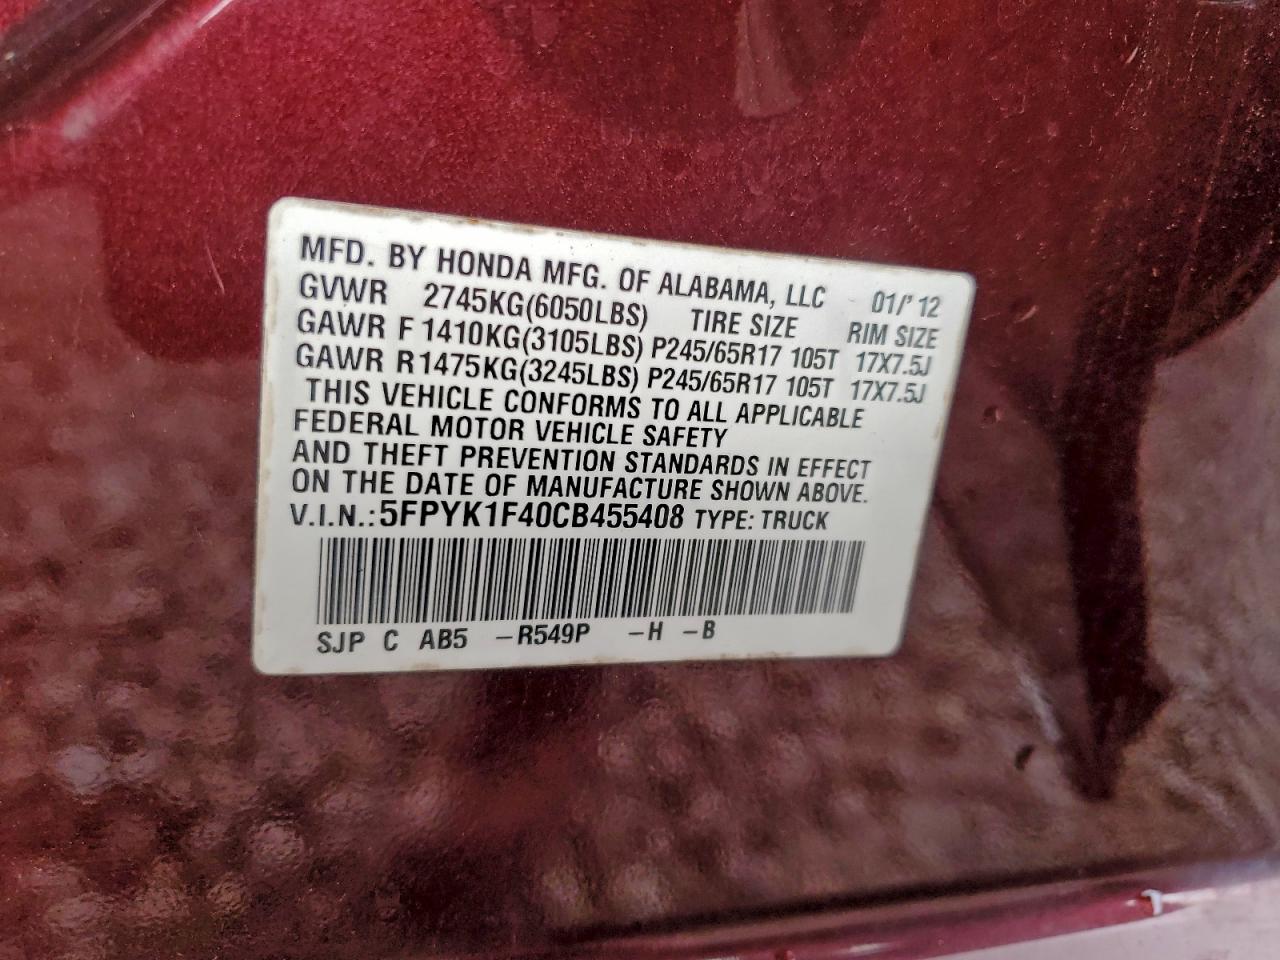 MFD. BY HONDA MFG. OF ALABAMA, LLC 01/'12
GVWR 2745KG(6050LBS) TIRE SIZE RIM SIZE
GAWR F 1410KG(3105LBS) P245/65R17 105T 17X7.5J
GAWR R 1475KG(3245LBS) P245/65R17 105T 17X7.5J
THIS VEHICLE CONFORMS TO ALL APPLICABLE
FEDERAL MOTOR VEHICLE SAFETY
AND THEFT PREVENTION STANDARDS IN EFFECT
ON THE DATE OF MANUFACTURE SHOWN ABOVE.
V.I.N.: 5FPYK1F40CB455408 TYPE: TRUCK
SJP C AB5 -R549P -H -B